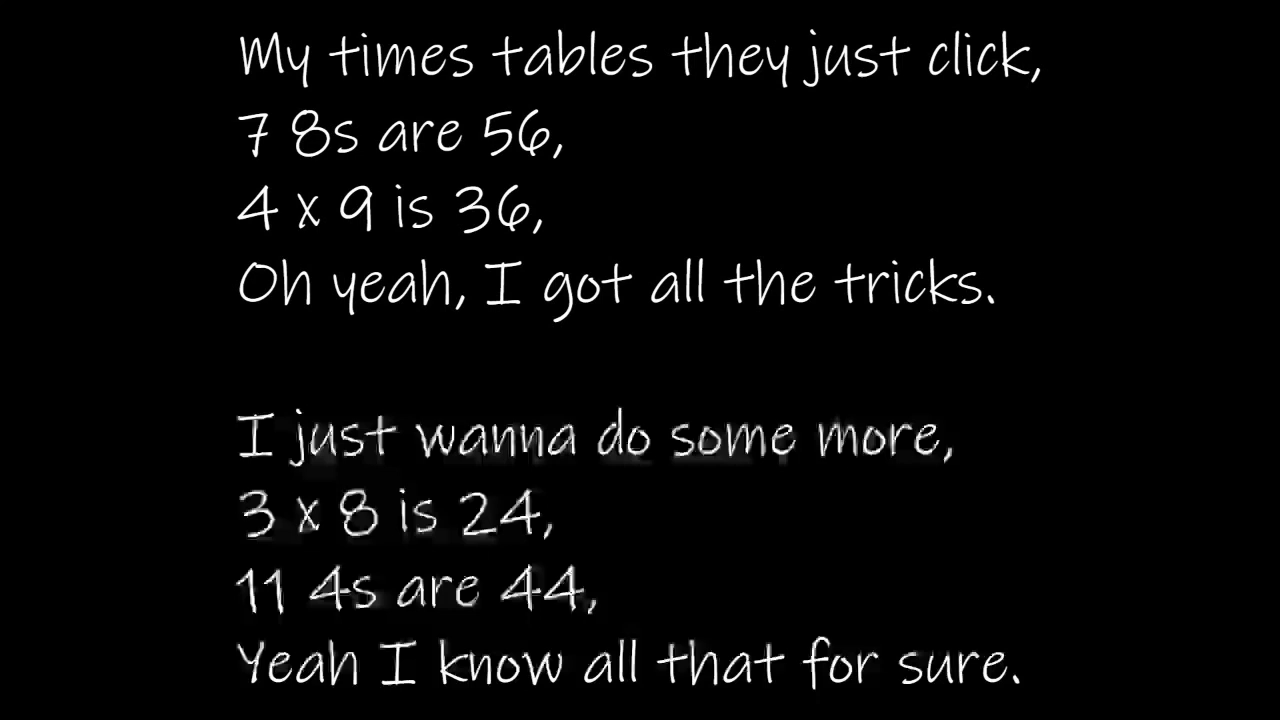 My times tables they just click,
7 8s are 56,
4 x 9 is 36,
Oh yeah, I got all the tricks.
I just wanna do some more,
3 x 8 is 24,
11 4s are 44,
Yeah I know all that for sure.